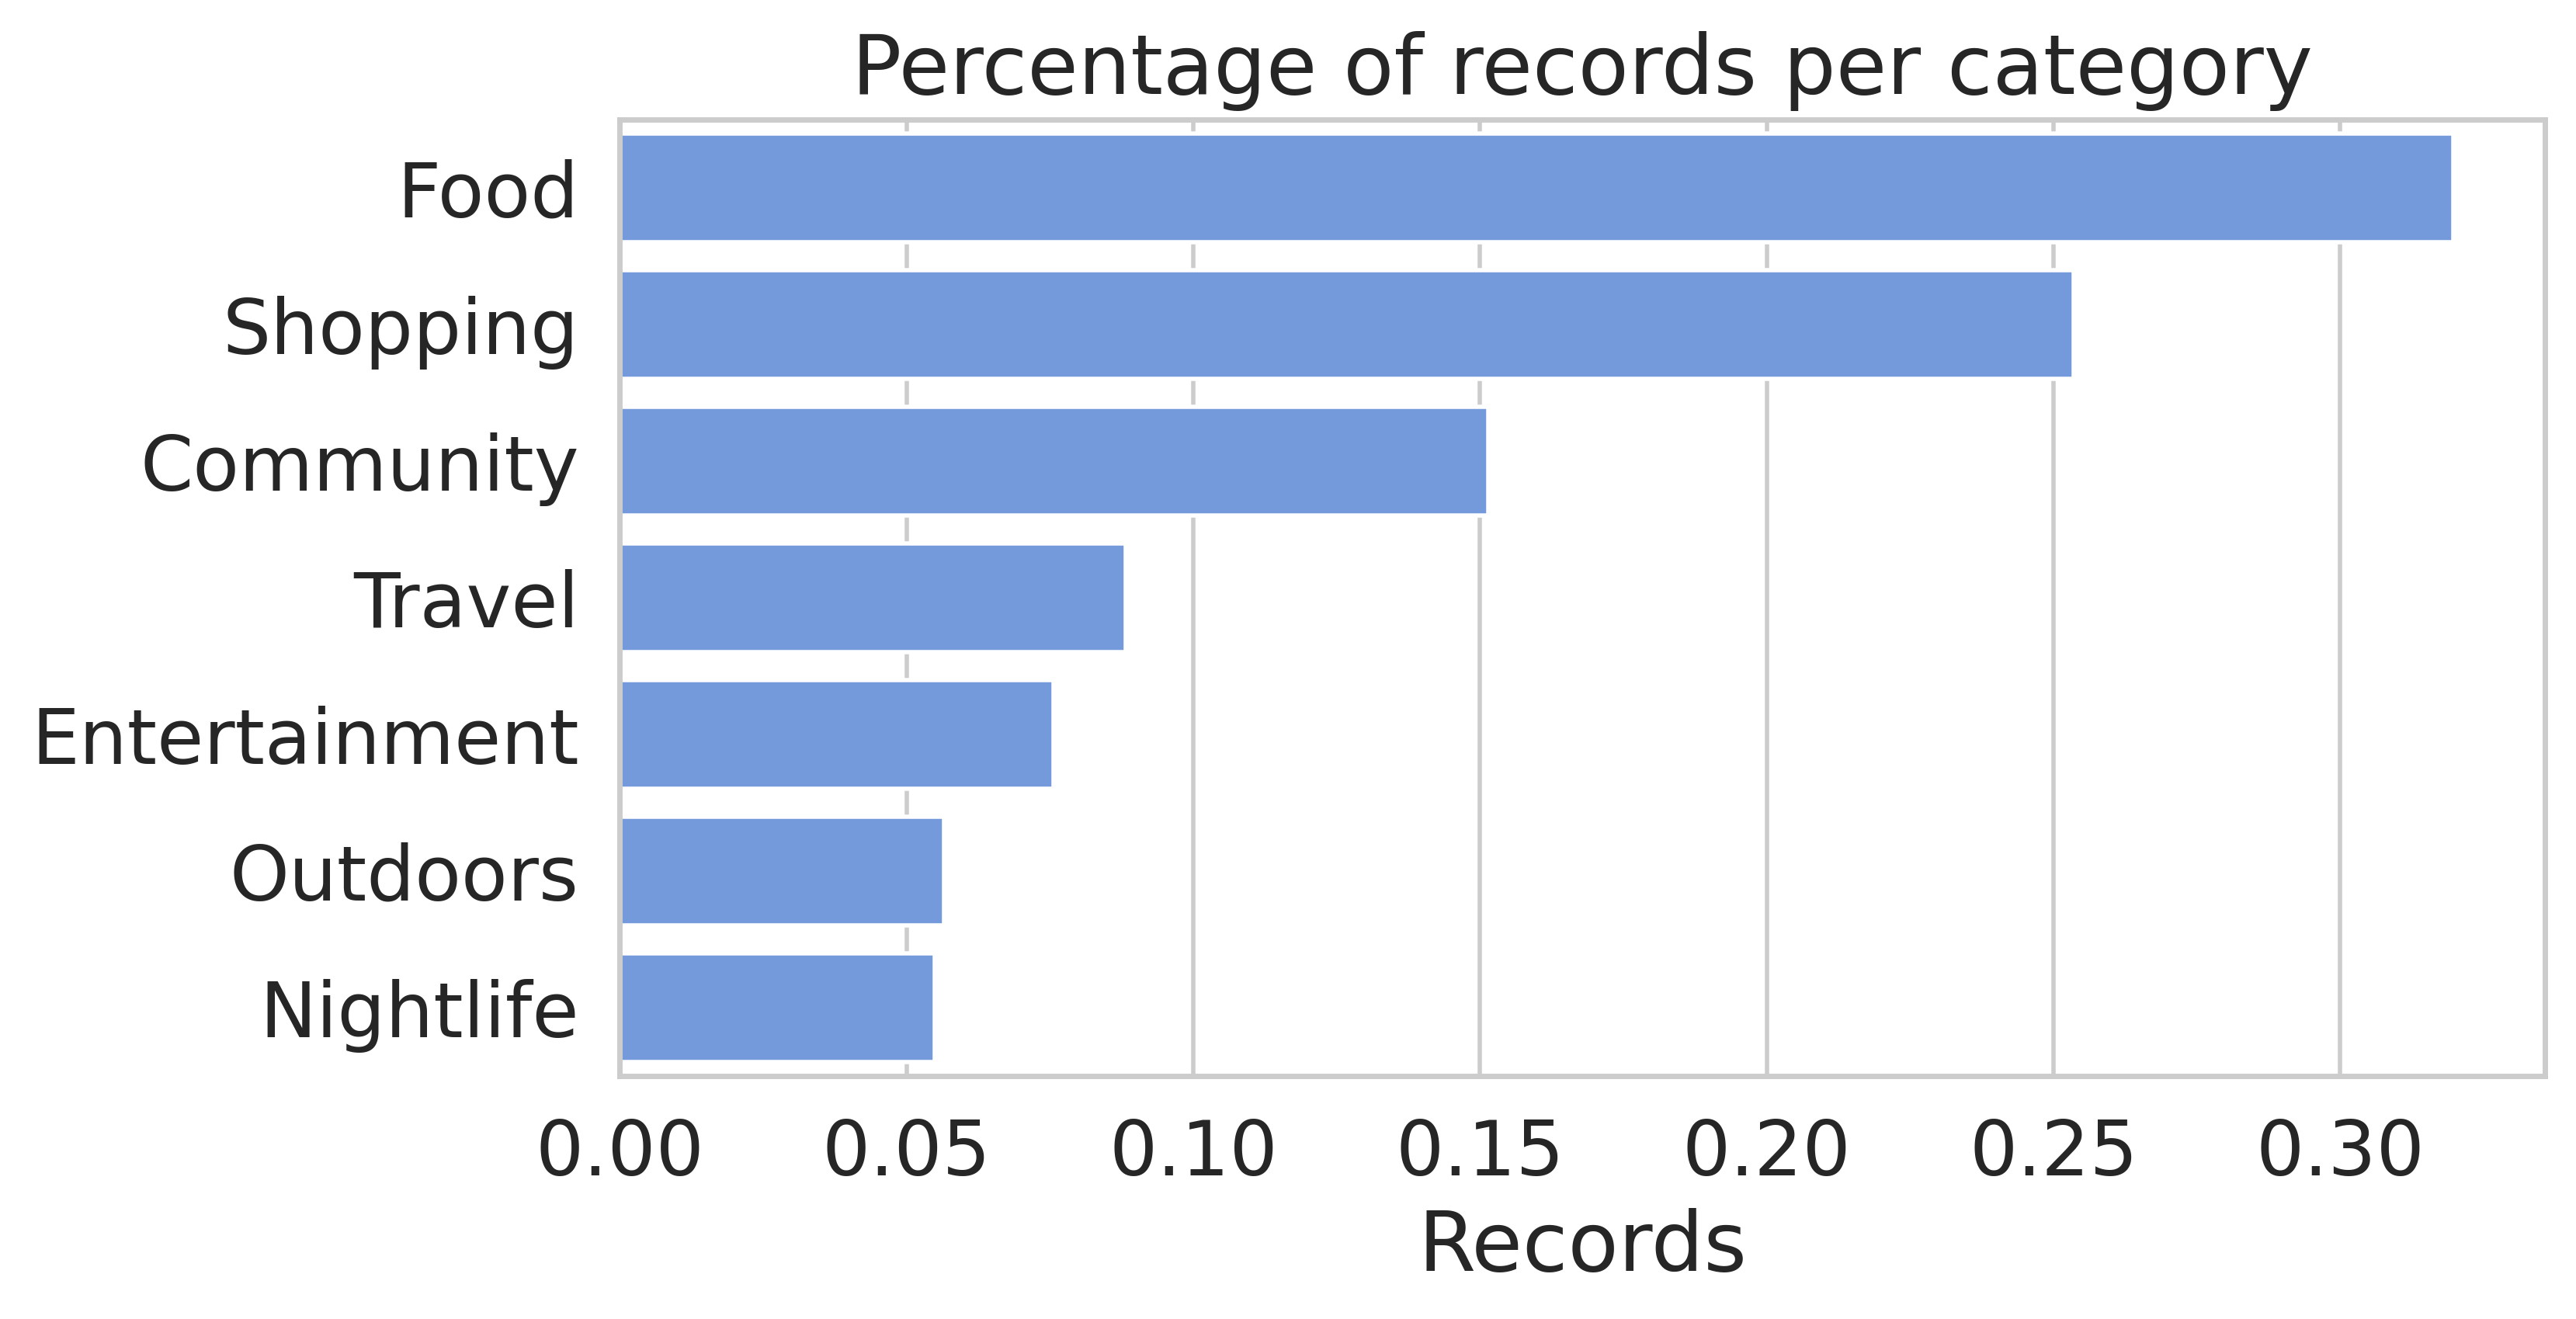 Percentage of records per category
Food
Shopping
Community
Travel
Entertainment
Outdoors
Nightlife
0.00 0.05 0.10 0.15 0.20 0.25 0.30
Records